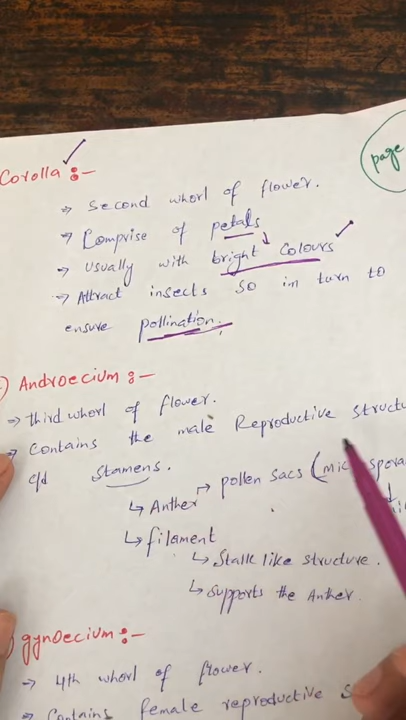 page
Corolla :-
→ Second whorl of flower.
→ Comprise of petals
→ Usually with bright colours
→ Attract insects so in turn to
ensure pollination.
Androecium :-
→ third whorl of flower.
→ Contains the male Reproductive
c/d stamens.
↳ Anther → pollen sacs (
↳ filament
↳ Stalk like structure.
↳ supports the Anther.
gynoecium :-
→ 4th whorl of flower.
→ Contains female reproductive